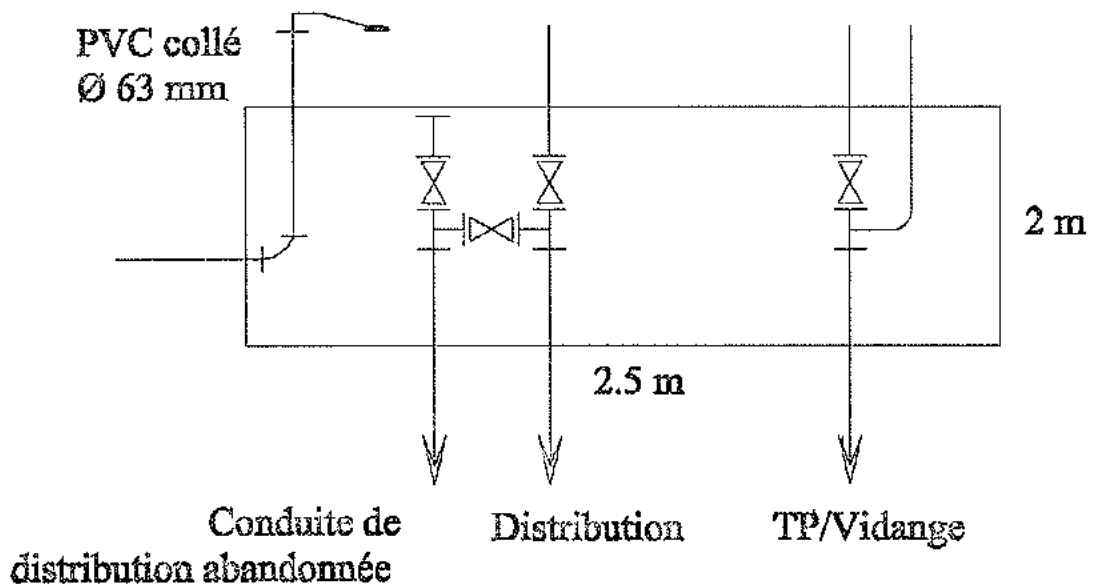 PVC collé
Ø 63 mm
2 m
2.5 m
Conduite de
distribution abandonnée
Distribution
TP/Vidange